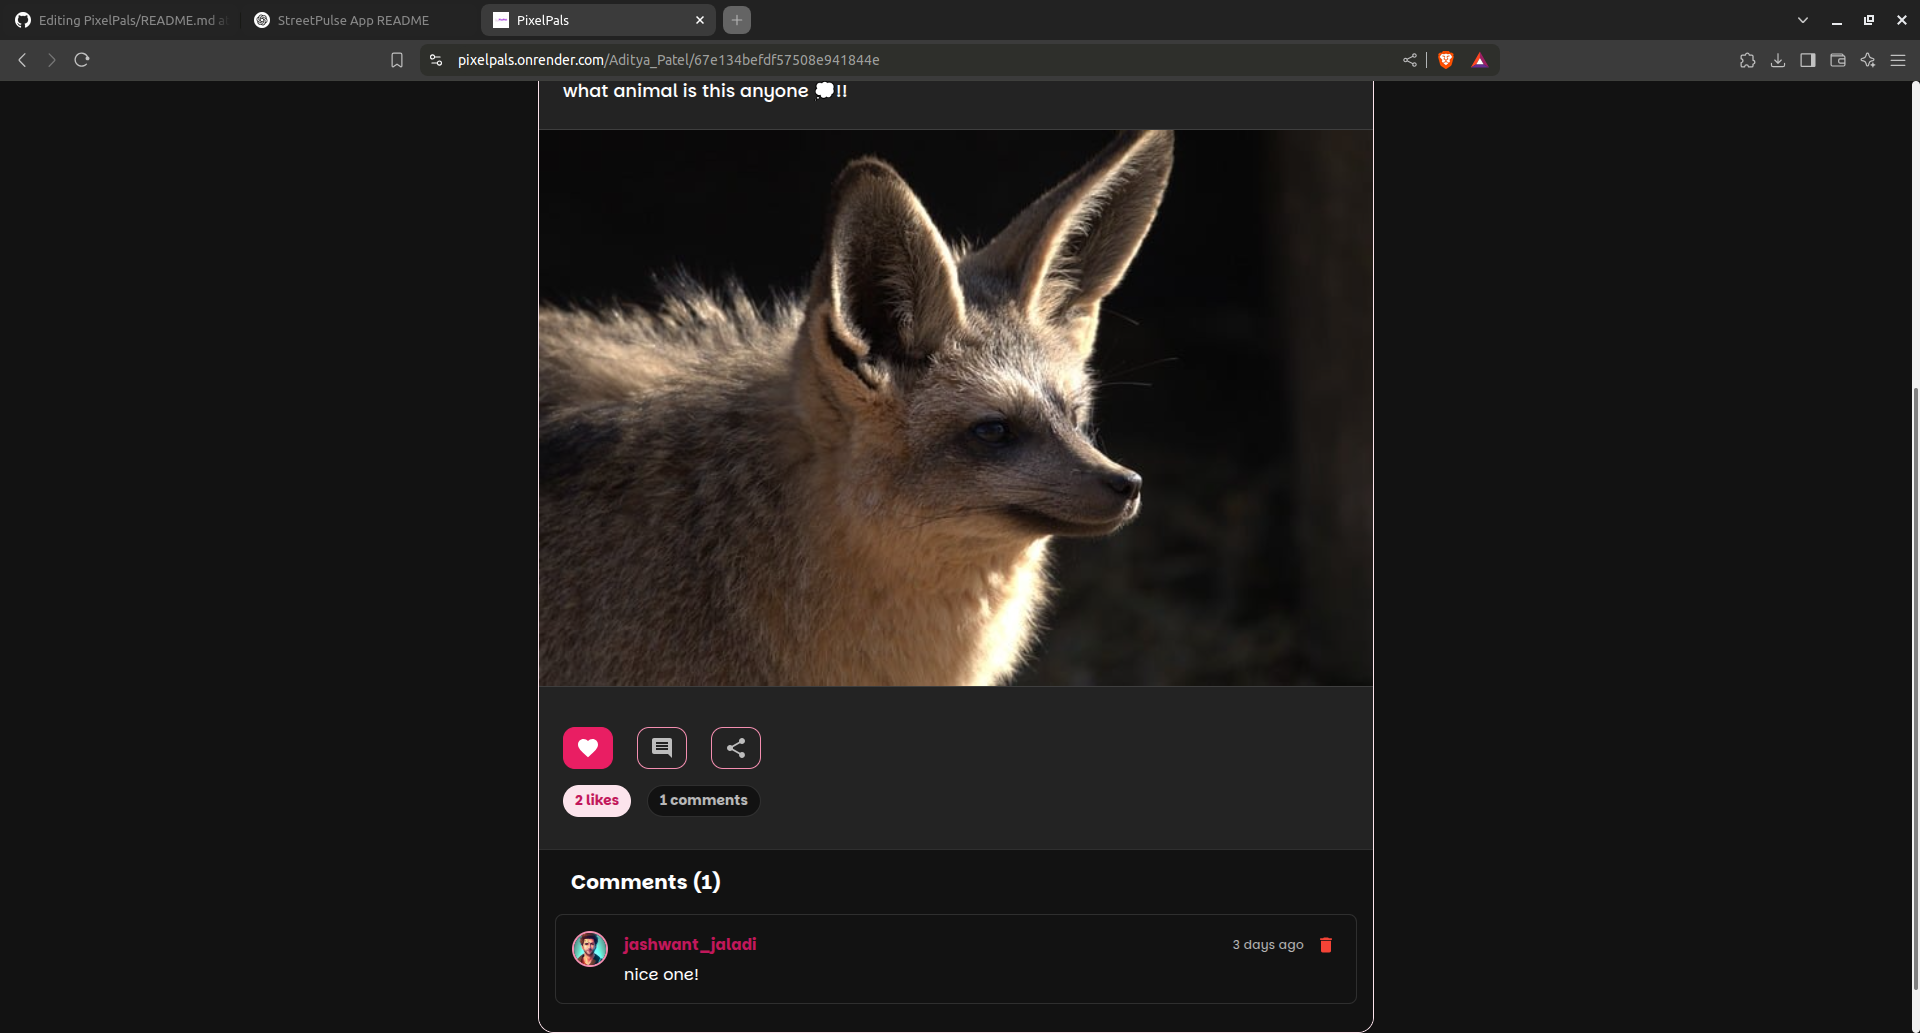 Editing PixelPals/README.md at
StreetPulse App README
PixelPals
pixelpals.onrender.com/Aditya_Patel/67e134befdf57508e941844e
what animal is this anyone 💭!!
2 likes
1 comments
Comments (1)
jashwant_jaladi
3 days ago
nice one!